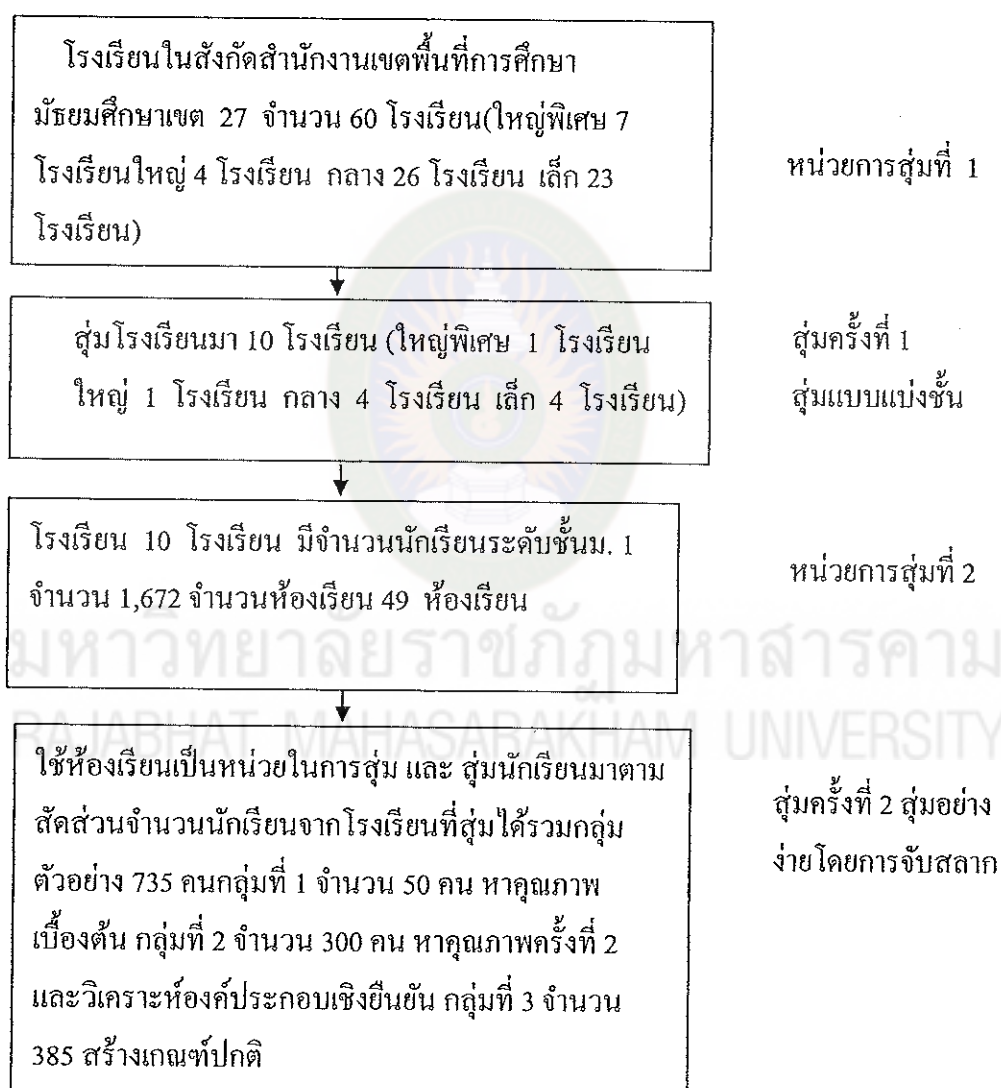 โรงเรียนในสังกัดสำนักงานเขตพื้นที่การศึกษา
มัธยมศึกษาเขต 27 จำนวน 60 โรงเรียน(ใหญ่พิเศษ 7
โรงเรียนใหญ่ 4 โรงเรียน กลาง 26 โรงเรียน เล็ก 23
โรงเรียน)
หน่วยการสุ่มที่ 1
สุ่มโรงเรียนมา 10 โรงเรียน (ใหญ่พิเศษ 1 โรงเรียน
ใหญ่ 1 โรงเรียน กลาง 4 โรงเรียน เล็ก 4 โรงเรียน)
สุ่มครั้งที่ 1
สุ่มแบบแบ่งชั้น
โรงเรียน 10 โรงเรียน มีจำนวนนักเรียนระดับชั้นม. 1
จำนวน 1,672 จำนวนห้องเรียน 49 ห้องเรียน
หน่วยการสุ่มที่ 2
มหาวิทยาลัยราชภัฏมหาสารคาม
RAJABHAT MAHASARAKHAM UNIVERSITY
ใช้ห้องเรียนเป็นหน่วยในการสุ่ม และ สุ่มนักเรียนมาตาม
สัดส่วนจำนวนนักเรียนจากโรงเรียนที่สุ่มได้รวมกลุ่ม
ตัวอย่าง 735 คนกลุ่มที่ 1 จำนวน 50 คน หาคุณภาพ
เบื้องต้น กลุ่มที่ 2 จำนวน 300 คน หาคุณภาพครั้งที่ 2
และวิเคราะห์องค์ประกอบเชิงยืนยัน กลุ่มที่ 3 จำนวน
385 สร้างเกณฑ์ปกติ
สุ่มครั้งที่ 2 สุ่มอย่าง
ง่ายโดยการจับสลาก